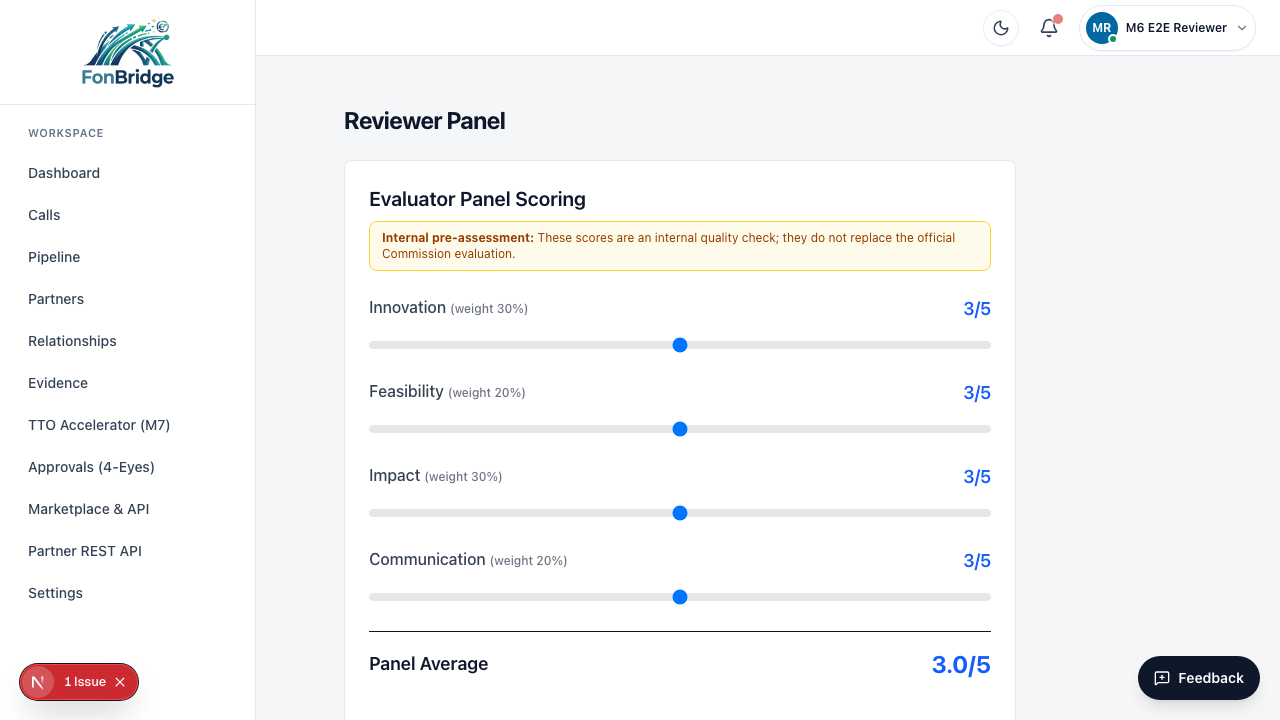 FonBridge
WORKSPACE
Dashboard
Calls
Pipeline
Partners
Relationships
Evidence
TTO Accelerator (M7)
Approvals (4-Eyes)
Marketplace & API
Partner REST API
Settings
N
1 Issue
MR
M6 E2E Reviewer
Reviewer Panel
Evaluator Panel Scoring
Internal pre-assessment: These scores are an internal quality check; they do not replace the official
Commission evaluation.
Innovation (weight 30%) 3/5
Feasibility (weight 20%) 3/5
Impact (weight 30%) 3/5
Communication (weight 20%) 3/5
Panel Average 3.0/5
Feedback